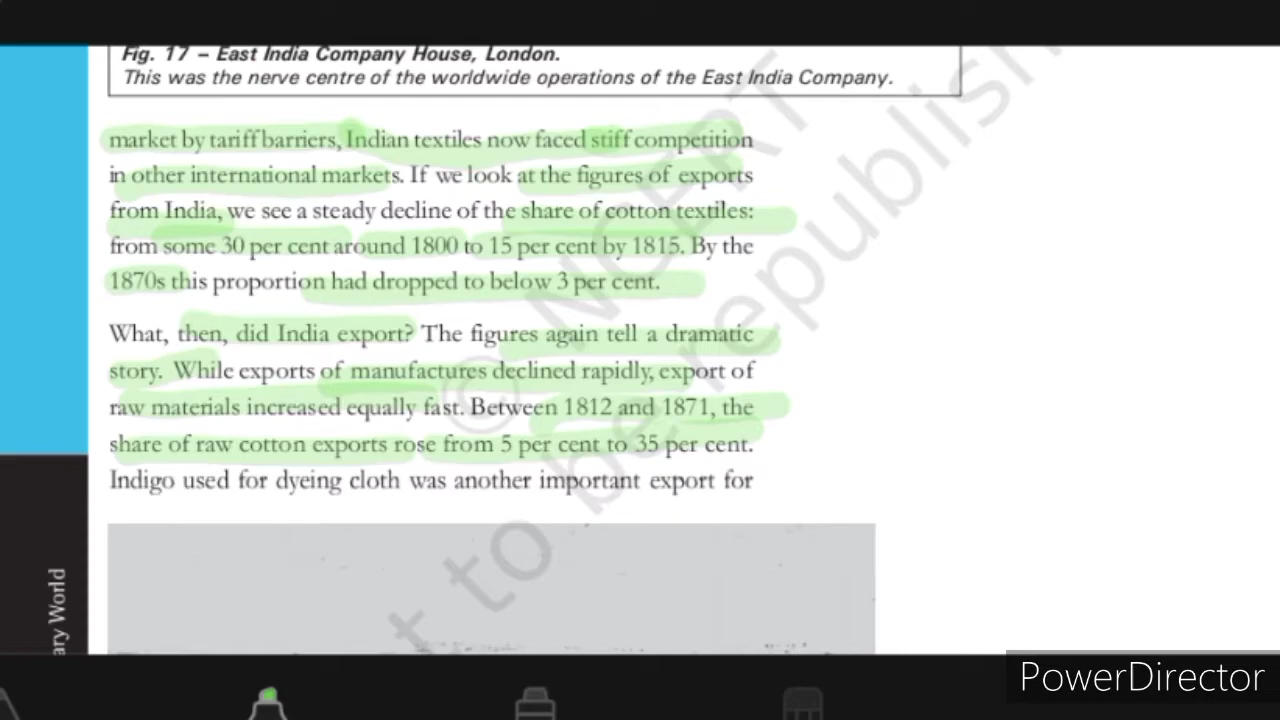 Fig. 17 – East India Company House, London.
This was the nerve centre of the worldwide operations of the East India Company.
market by tariff barriers, Indian textiles now faced stiff competition
in other international markets. If we look at the figures of exports
from India, we see a steady decline of the share of cotton textiles:
from some 30 per cent around 1800 to 15 per cent by 1815. By the
1870s this proportion had dropped to below 3 per cent.
What, then, did India export? The figures again tell a dramatic
story. While exports of manufactures declined rapidly, export of
raw materials increased equally fast. Between 1812 and 1871, the
share of raw cotton exports rose from 5 per cent to 35 per cent.
Indigo used for dyeing cloth was another important export for
© NCERT
t to be republish
ary World
PowerDirector